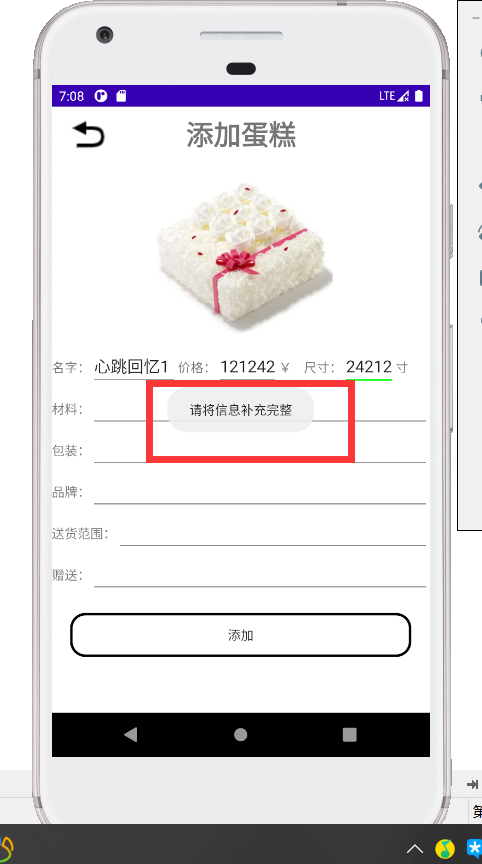 7:08 LTE
添加蛋糕
名字： 心跳回忆1 价格： 121242 ¥ 尺寸： 24212 寸
材料：
请将信息补充完整
包装：
品牌：
送货范围：
赠送：
添加
第